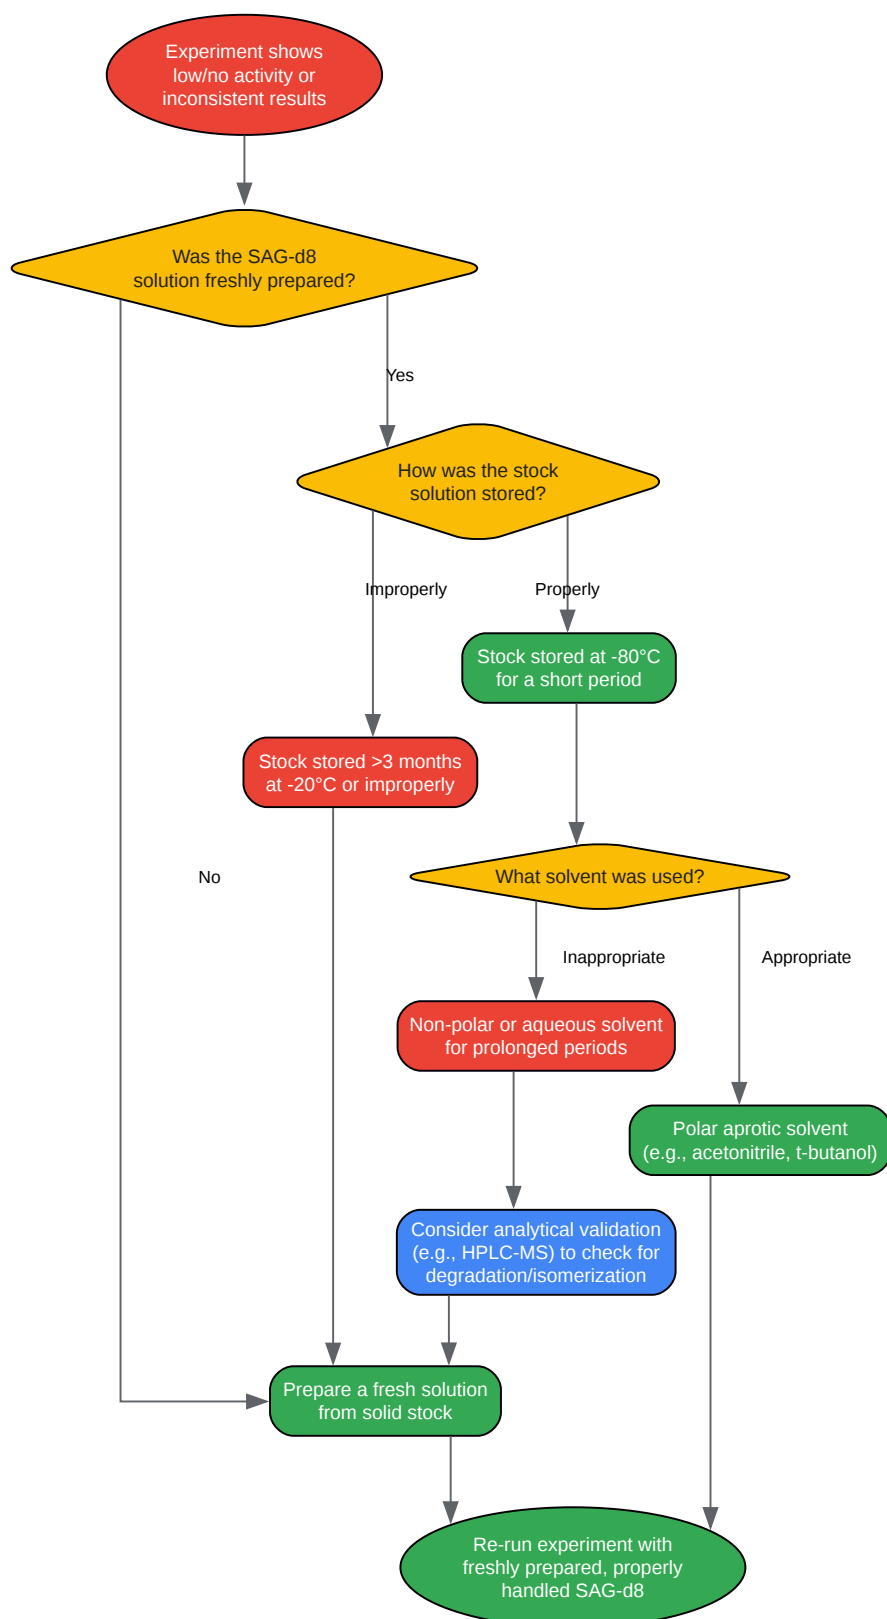 Experiment shows
low/no activity or
inconsistent results
Was the SAG-d8
solution freshly prepared?
Yes
How was the stock
solution stored?
Improperly
Properly
Stock stored at -80°C
for a short period
Stock stored >3 months
at -20°C or improperly
No
What solvent was used?
Inappropriate
Appropriate
Non-polar or aqueous solvent
for prolonged periods
Polar aprotic solvent
(e.g., acetonitrile, t-butanol)
Consider analytical validation
(e.g., HPLC-MS) to check for
degradation/isomerization
Prepare a fresh solution
from solid stock
Re-run experiment with
freshly prepared, properly
handled SAG-d8